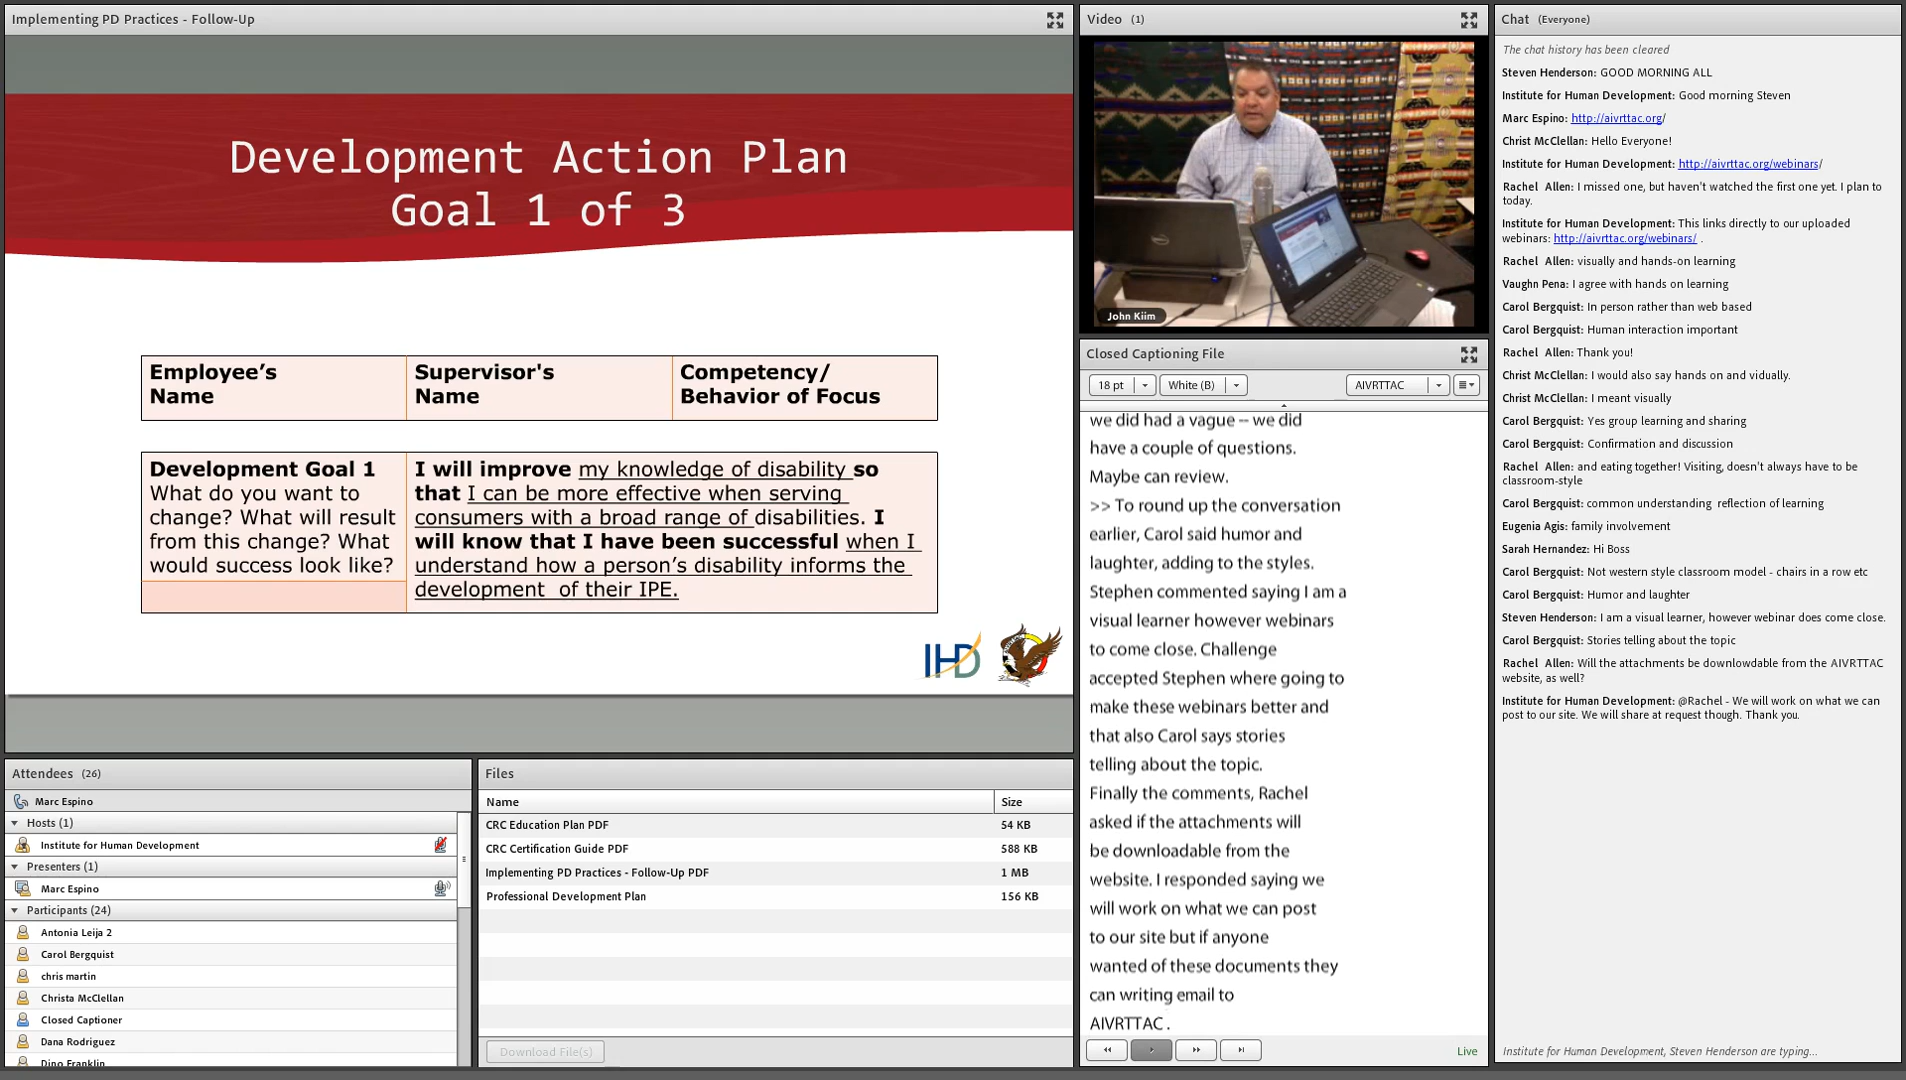 Implementing PD Practices - Follow-Up
Development Action Plan
Goal 1 of 3
Employee’s
Name
Supervisor's
Name
Competency/
Behavior of Focus
Development Goal 1
What do you want to
change? What will result
from this change? What
would success look like?
I will improve my knowledge of disability so
that I can be more effective when serving
consumers with a broad range of disabilities. I
will know that I have been successful when I
understand how a person’s disability informs the
development  of their IPE.
IHD
Attendees (26)
Marc Espino
Hosts (1)
Institute for Human Development
Presenters (1)
Marc Espino
Participants (24)
Antonia Leija 2
Carol Bergquist
chris martin
Christa McClellan
Closed Captioner
Dana Rodriguez
Dino Franklin
Files
Name Size
CRC Education Plan PDF 54 KB
CRC Certification Guide PDF 588 KB
Implementing PD Practices - Follow-Up PDF 1 MB
Professional Development Plan 156 KB
Download File(s)
Video (1)
John Kiim
Closed Captioning File
18 pt White (B) AIVRTTAC
we did had a vague -- we did
have a couple of questions.
Maybe can review.
>> To round up the conversation
earlier, Carol said humor and
laughter, adding to the styles.
Stephen commented saying I am a
visual learner however webinars
to come close. Challenge
accepted Stephen where going to
make these webinars better and
that also Carol says stories
telling about the topic.
Finally the comments, Rachel
asked if the attachments will
be downloadable from the
website. I responded saying we
will work on what we can post
to our site but if anyone
wanted of these documents they
can writing email to
AIVRTTAC .
Live
Chat (Everyone)
The chat history has been cleared
Steven Henderson: GOOD MORNING ALL
Institute for Human Development: Good morning Steven
Marc Espino: http://aivrttac.org/
Christ McClellan: Hello Everyone!
Institute for Human Development: http://aivrttac.org/webinars/
Rachel  Allen: I missed one, but haven't watched the first one yet. I plan to
today.
Institute for Human Development: This links directly to our uploaded
webinars: http://aivrttac.org/webinars/ .
Rachel  Allen: visually and hands-on learning
Vaughn Pena: I agree with hands on learning
Carol Bergquist: In person rather than web based
Carol Bergquist: Human interaction important
Rachel  Allen: Thank you!
Christ McClellan: I would also say hands on and vidually.
Christ McClellan: I meant visually
Carol Bergquist: Yes group learning and sharing
Carol Bergquist: Confirmation and discussion
Rachel  Allen: and eating together! Visiting, doesn't always have to be
classroom-style
Carol Bergquist: common understanding  reflection of learning
Eugenia Agis: family involvement
Sarah Hernandez: Hi Boss
Carol Bergquist: Not western style classroom model - chairs in a row etc
Carol Bergquist: Humor and laughter
Steven Henderson: I am a visual learner, however webinar does come close.
Carol Bergquist: Stories telling about the topic
Rachel  Allen: Will the attachments be downlowdable from the AIVRTTAC
website, as well?
Institute for Human Development: @Rachel - We will work on what we can
post to our site. We will share at request though. Thank you.
Institute for Human Development, Steven Henderson are typing...